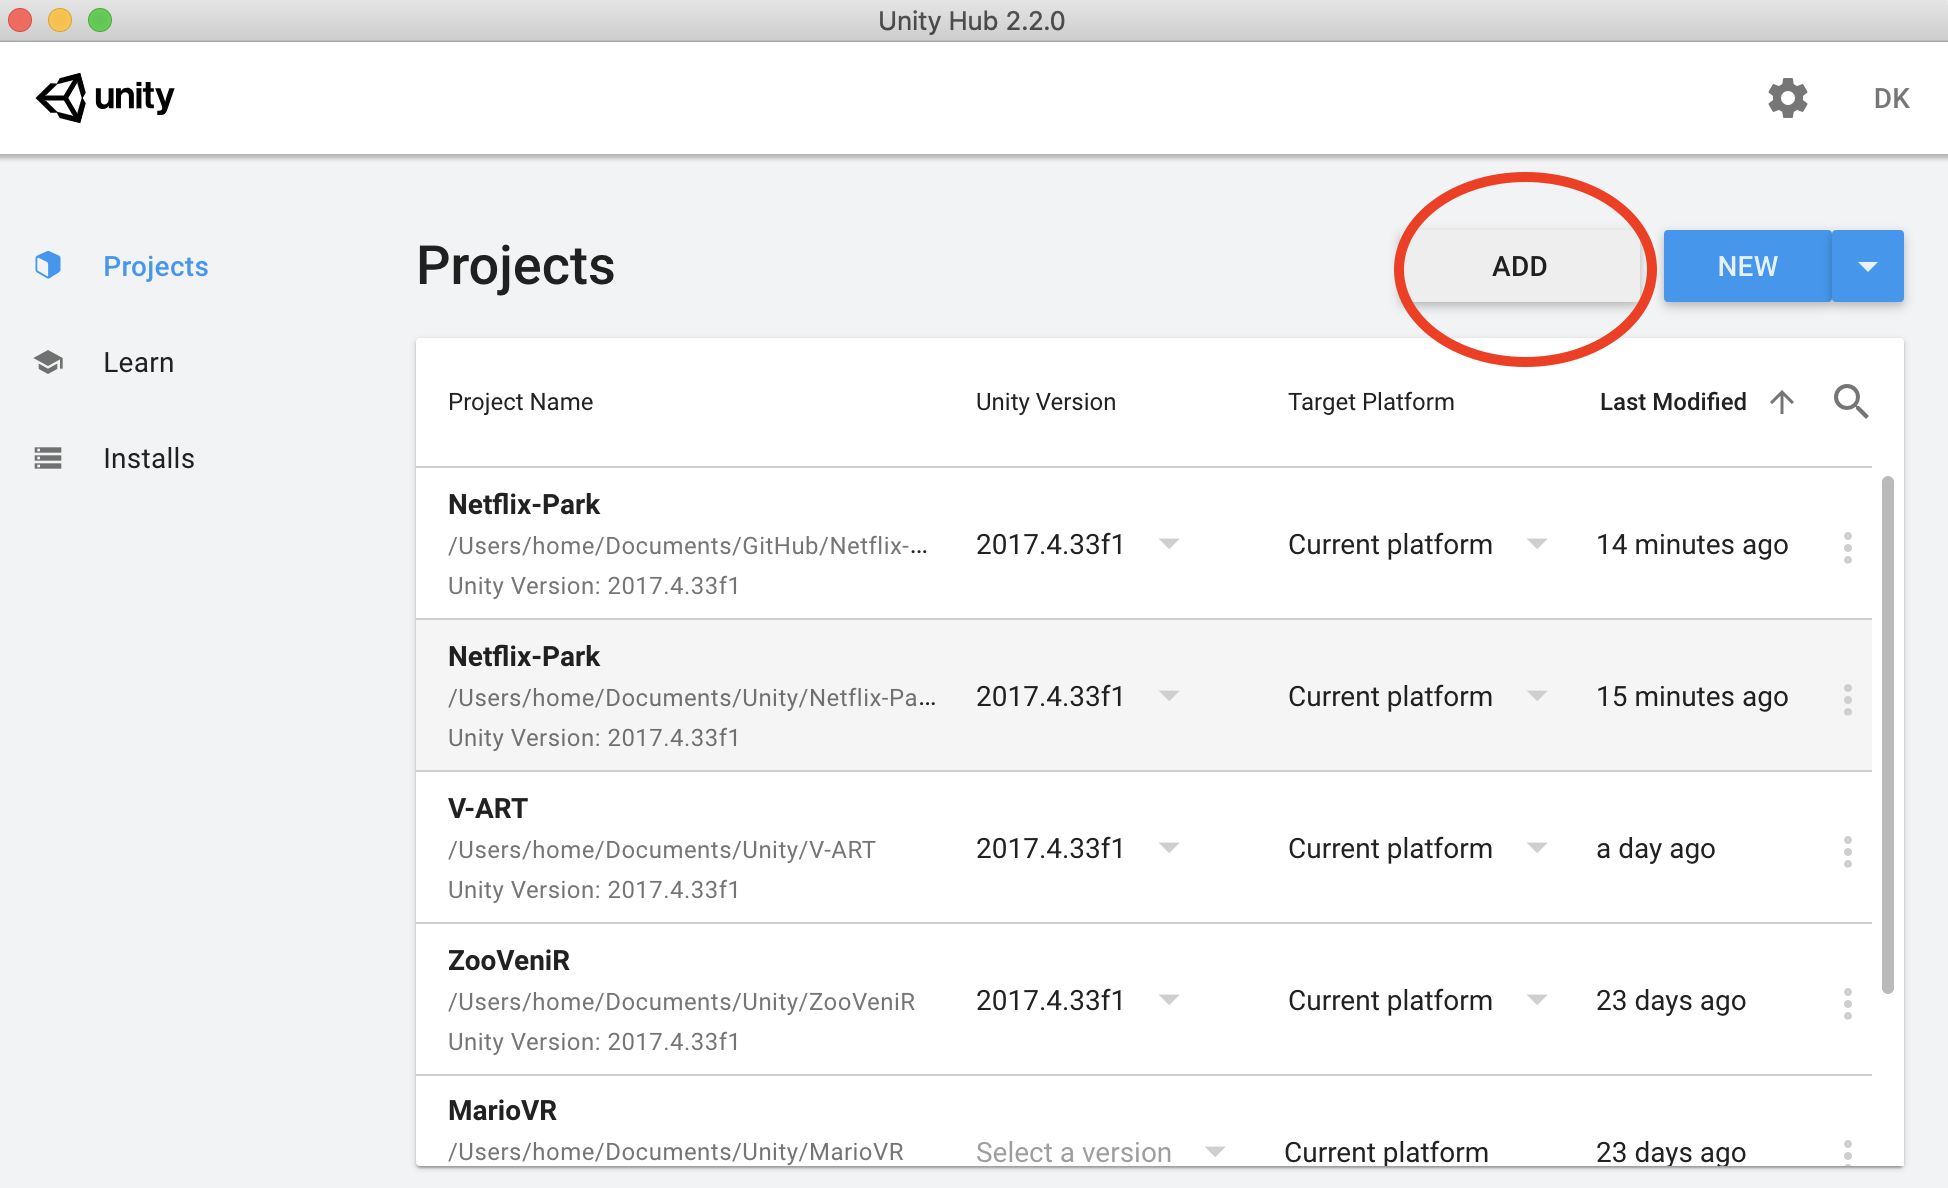 Unity Hub 2.2.0
unity
DK
Projects
Learn
Installs
Projects
ADD
NEW
Project Name Unity Version Target Platform Last Modified
Netflix-Park
/Users/home/Documents/GitHub/Netflix-...
2017.4.33f1 Current platform 14 minutes ago
Unity Version: 2017.4.33f1
Netflix-Park
/Users/home/Documents/Unity/Netflix-Pa...
2017.4.33f1 Current platform 15 minutes ago
Unity Version: 2017.4.33f1
V-ART
/Users/home/Documents/Unity/V-ART
2017.4.33f1 Current platform a day ago
Unity Version: 2017.4.33f1
ZooVeniR
/Users/home/Documents/Unity/ZooVeniR
2017.4.33f1 Current platform 23 days ago
Unity Version: 2017.4.33f1
MarioVR
/Users/home/Documents/Unity/MarioVR
Select a version Current platform 23 days ago